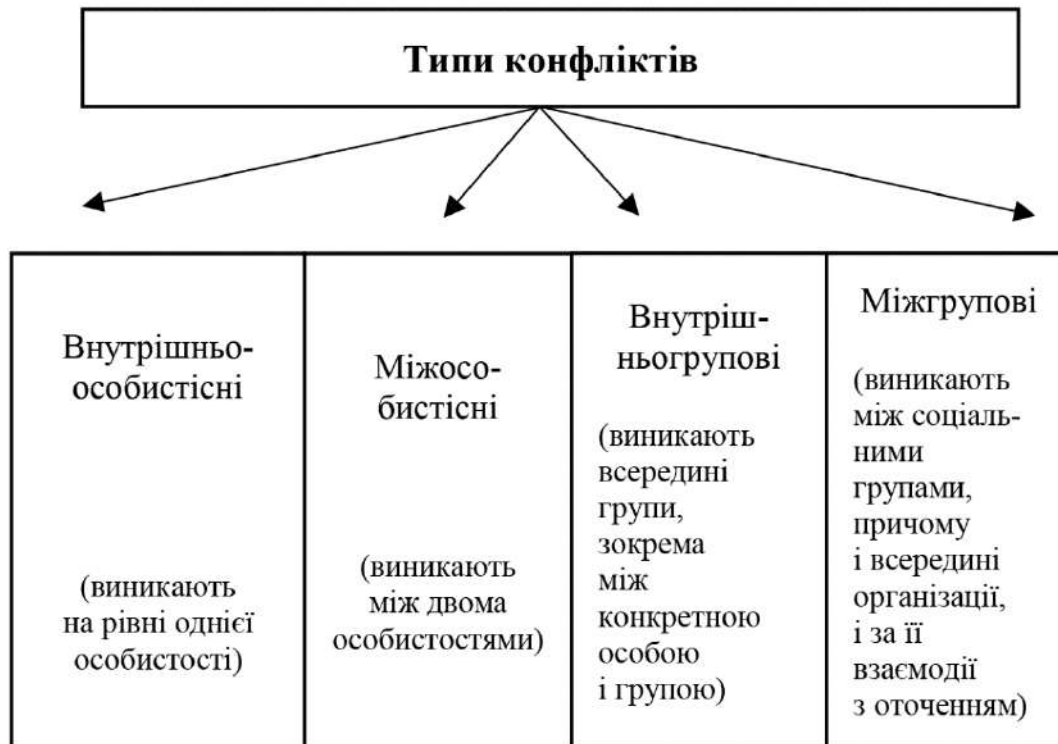 Типи конфліктів
Внутрішньо-
особистісні
(виникають
на рівні однієї
особистості)
Міжосо-
бистісні
(виникають
між двома
особистостями)
Внутріш-
ньогрупові
(виникають
всередині
групи,
зокрема
між
конкретною
особою
і групою)
Міжгрупові
(виникають
між соціаль-
ними
групами,
причому
і всередині
організації,
і за її
взаємодії
з оточенням)